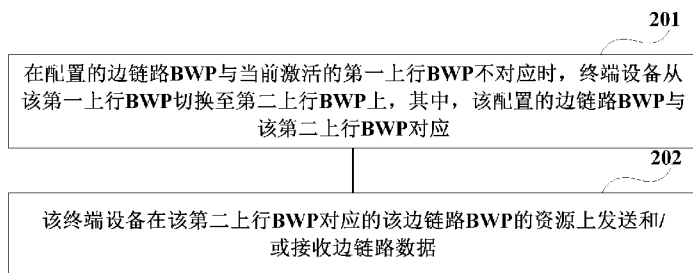 201
在配置的边链路BWP与当前激活的第一上行BWP不对应时，终端设备从
该第一上行BWP切换至第二上行BWP上，其中，该配置的边链路BWP与
该第二上行BWP对应
202
该终端设备在该第二上行BWP对应的该边链路BWP的资源上发送和/
或接收边链路数据